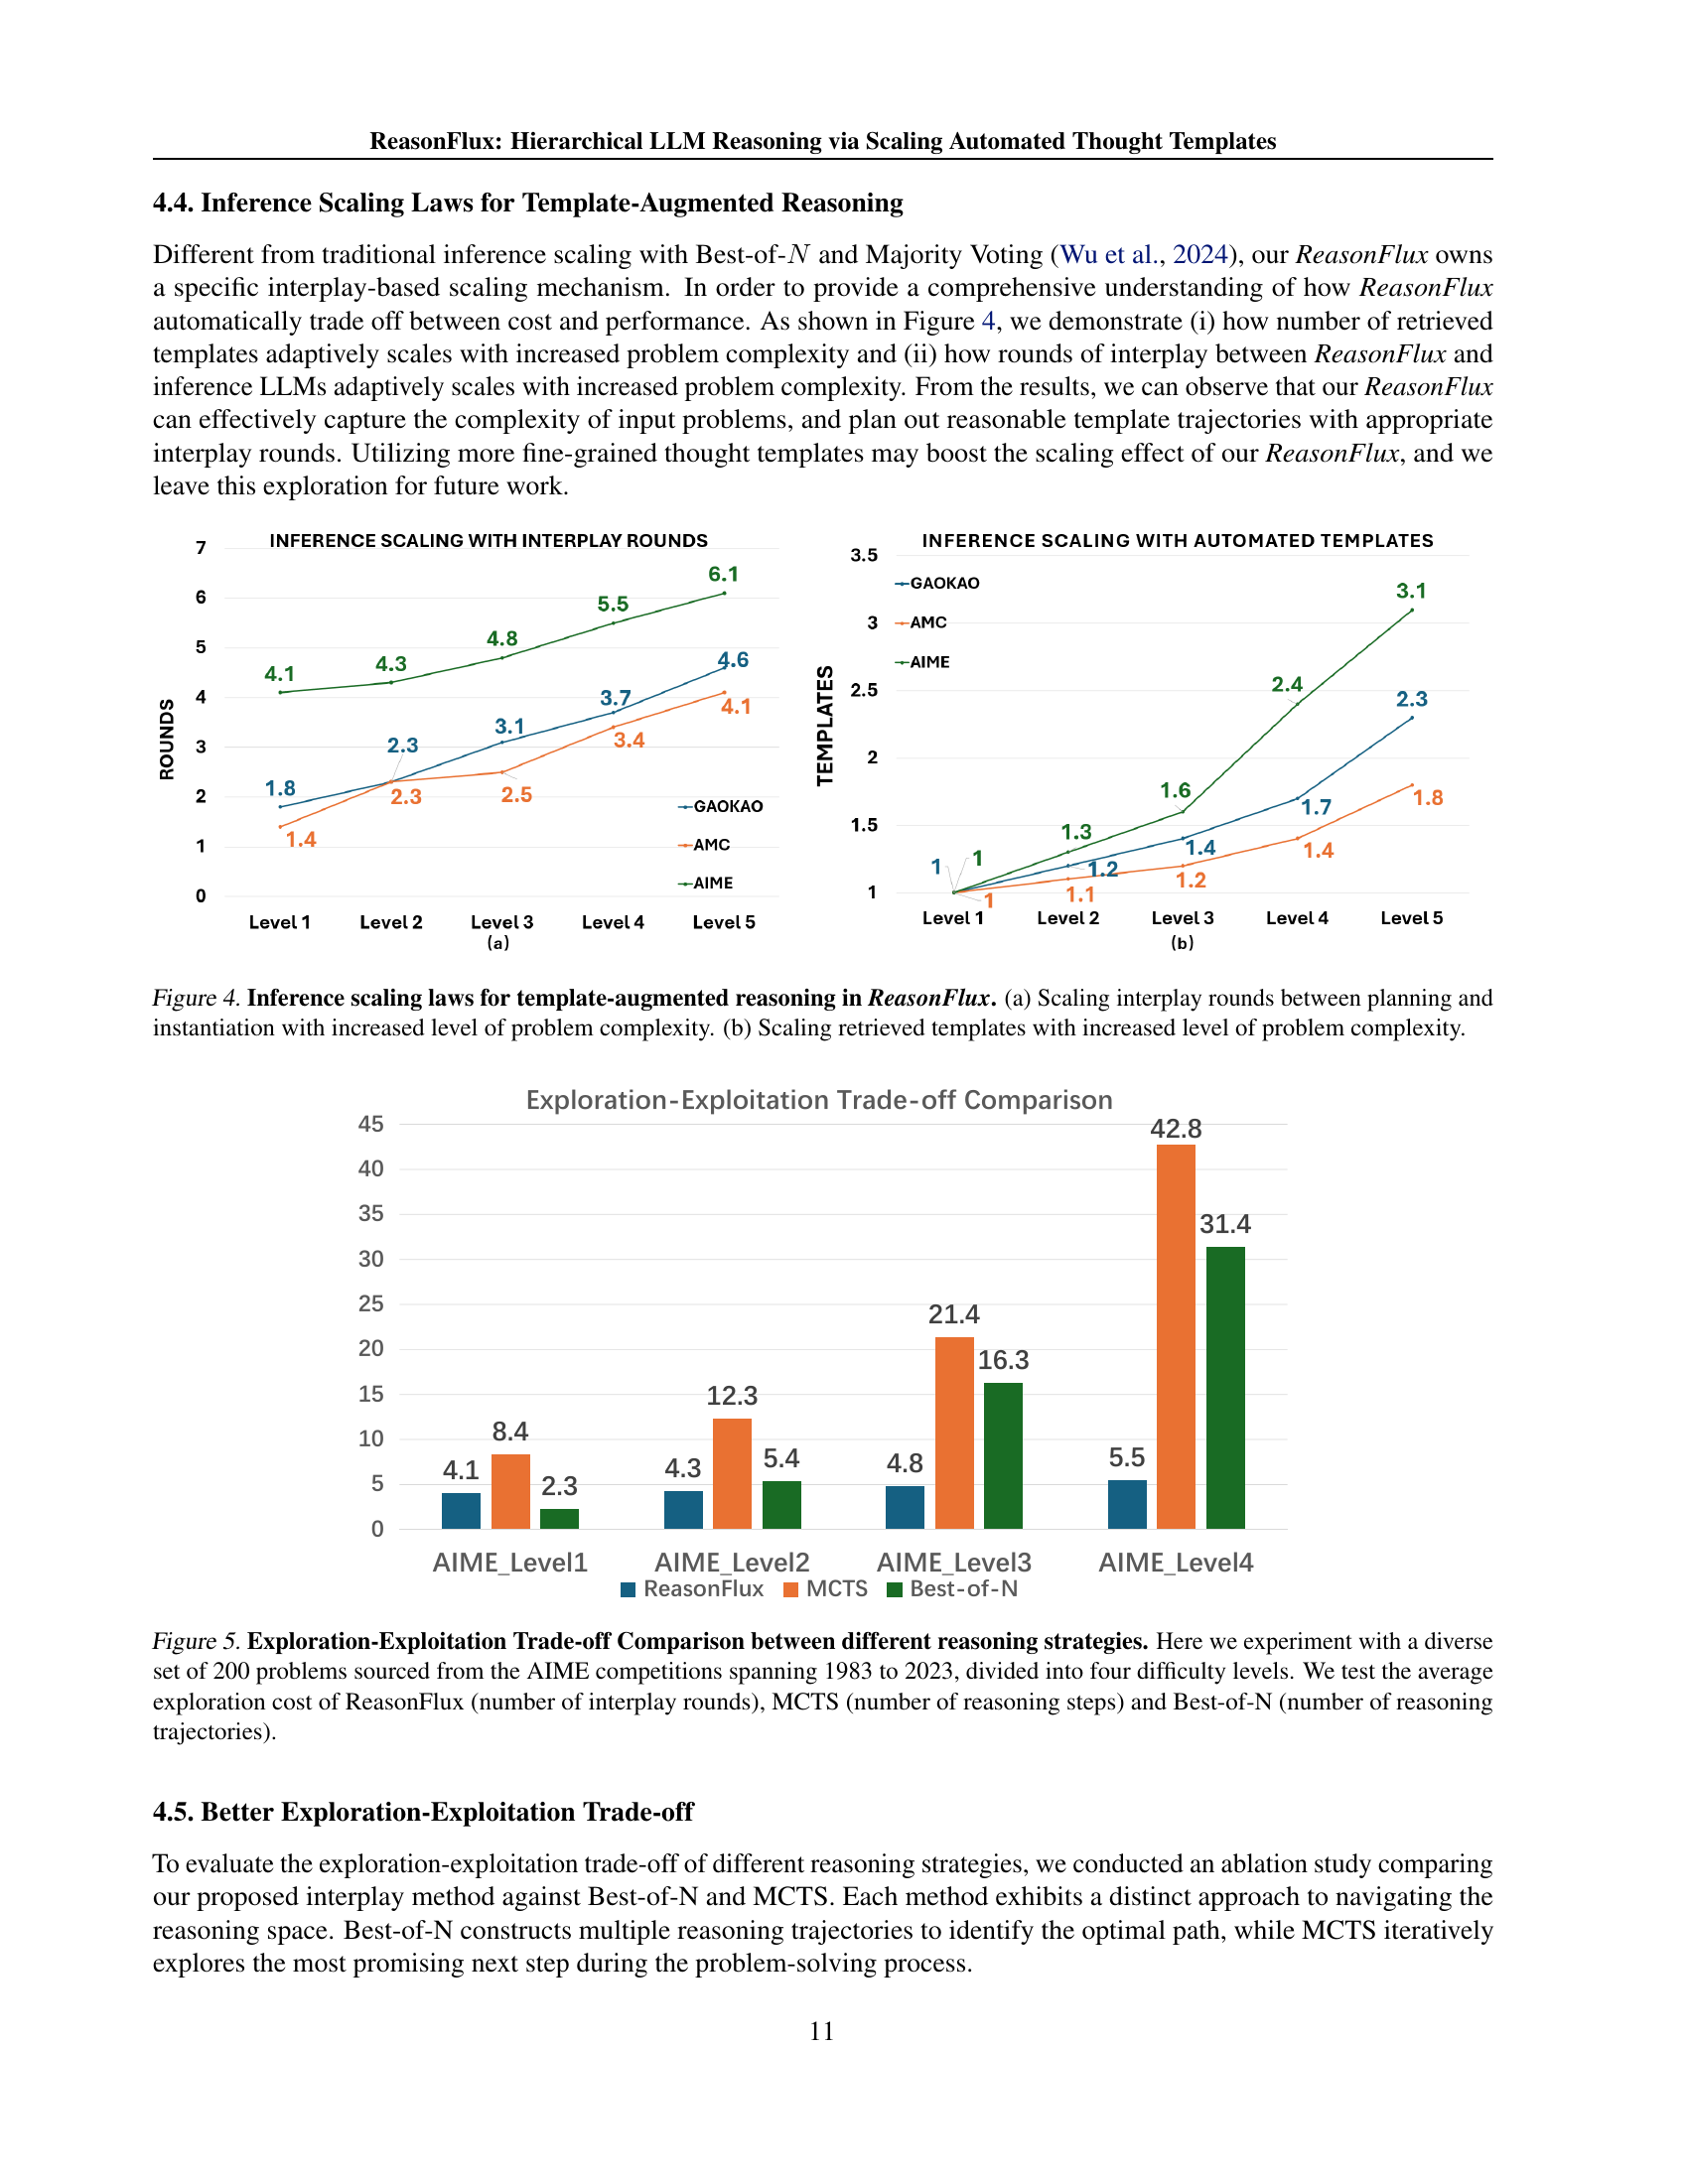 ReasonFlux: Hierarchical LLM Reasoning via Scaling Automated Thought Templates
4.4. Inference Scaling Laws for Template-Augmented Reasoning
Different from traditional inference scaling with Best-of-N and Majority Voting (Wu et al., 2024), our ReasonFlux owns
a specific interplay-based scaling mechanism. In order to provide a comprehensive understanding of how ReasonFlux
automatically trade off between cost and performance. As shown in Figure 4, we demonstrate (i) how number of retrieved
templates adaptively scales with increased problem complexity and (ii) how rounds of interplay between ReasonFlux and
inference LLMs adaptively scales with increased problem complexity. From the results, we can observe that our ReasonFlux
can effectively capture the complexity of input problems, and plan out reasonable template trajectories with appropriate
interplay rounds. Utilizing more fine-grained thought templates may boost the scaling effect of our ReasonFlux, and we
leave this exploration for future work.
INFERENCE SCALING WITH INTERPLAY ROUNDS
ROUNDS
7
6
5
4
3
2
1
0
4.1
4.3
4.8
5.5
6.1
1.8
2.3
3.1
3.7
4.6
1.4
2.3
2.5
3.4
4.1
GAOKAO
AMC
AIME
Level 1 Level 2 Level 3 Level 4 Level 5
(a)
INFERENCE SCALING WITH AUTOMATED TEMPLATES
TEMPLATES
3.5
3
2.5
2
1.5
1
GAOKAO
AMC
AIME
1
1.3
1.6
2.4
3.1
1
1.2
1.4
1.7
2.3
1
1.1
1.2
1.4
1.8
Level 1 Level 2 Level 3 Level 4 Level 5
(b)
Figure 4. Inference scaling laws for template-augmented reasoning in ReasonFlux. (a) Scaling interplay rounds between planning and
instantiation with increased level of problem complexity. (b) Scaling retrieved templates with increased level of problem complexity.
Exploration-Exploitation Trade-off Comparison
45
40
35
30
25
20
15
10
5
0
4.1 8.4 2.3
4.3 12.3 5.4
4.8 21.4 16.3
5.5 42.8 31.4
AIME_Level1 AIME_Level2 AIME_Level3 AIME_Level4
ReasonFlux MCTS Best-of-N
Figure 5. Exploration-Exploitation Trade-off Comparison between different reasoning strategies. Here we experiment with a diverse
set of 200 problems sourced from the AIME competitions spanning 1983 to 2023, divided into four difficulty levels. We test the average
exploration cost of ReasonFlux (number of interplay rounds), MCTS (number of reasoning steps) and Best-of-N (number of reasoning
trajectories).
4.5. Better Exploration-Exploitation Trade-off
To evaluate the exploration-exploitation trade-off of different reasoning strategies, we conducted an ablation study comparing
our proposed interplay method against Best-of-N and MCTS. Each method exhibits a distinct approach to navigating the
reasoning space. Best-of-N constructs multiple reasoning trajectories to identify the optimal path, while MCTS iteratively
explores the most promising next step during the problem-solving process.
11